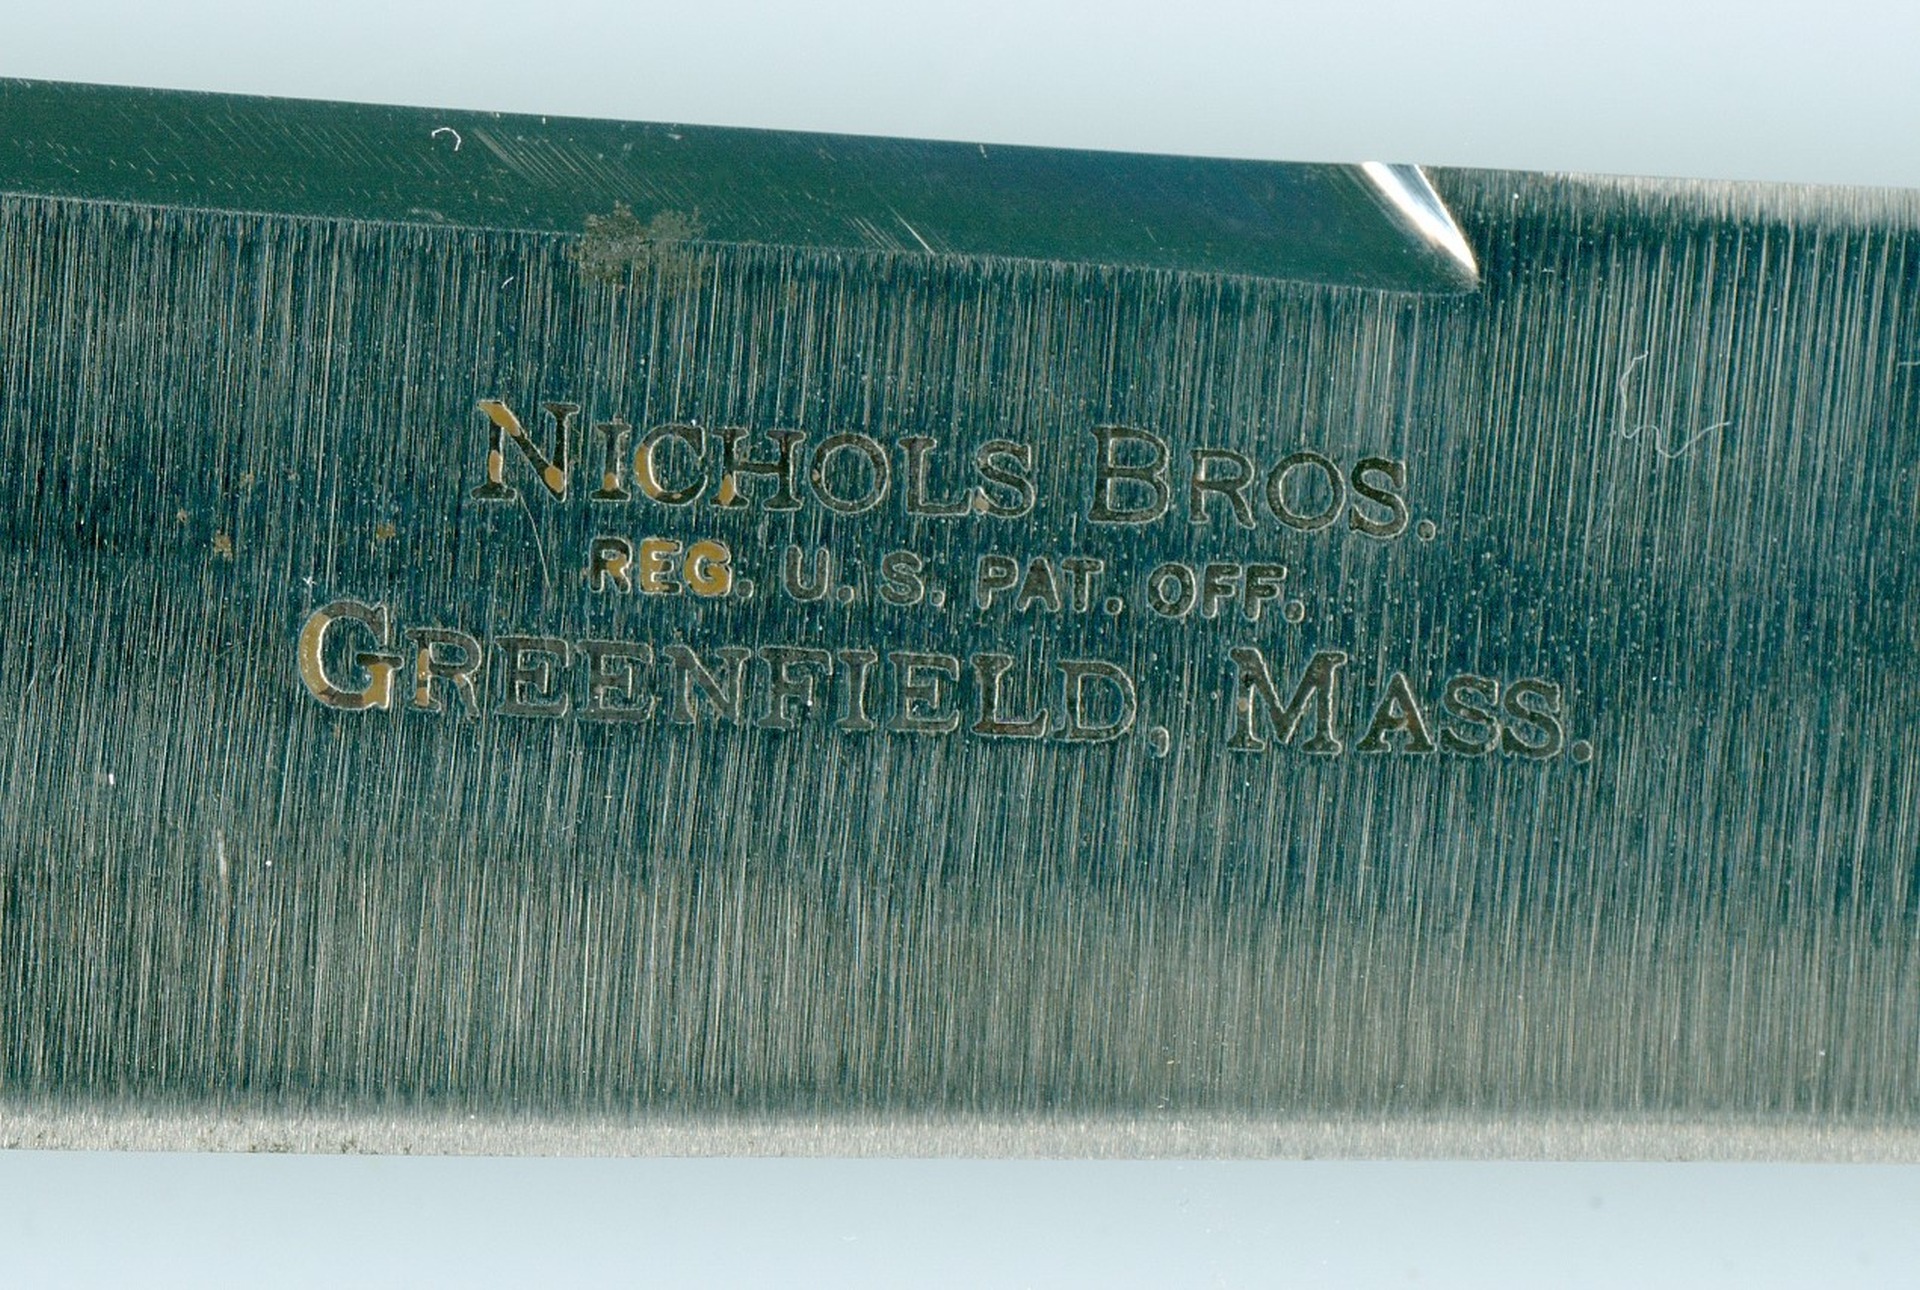 NICHOLS BROS.
REG. U. S. PAT. OFF.
GREENFIELD, MASS.